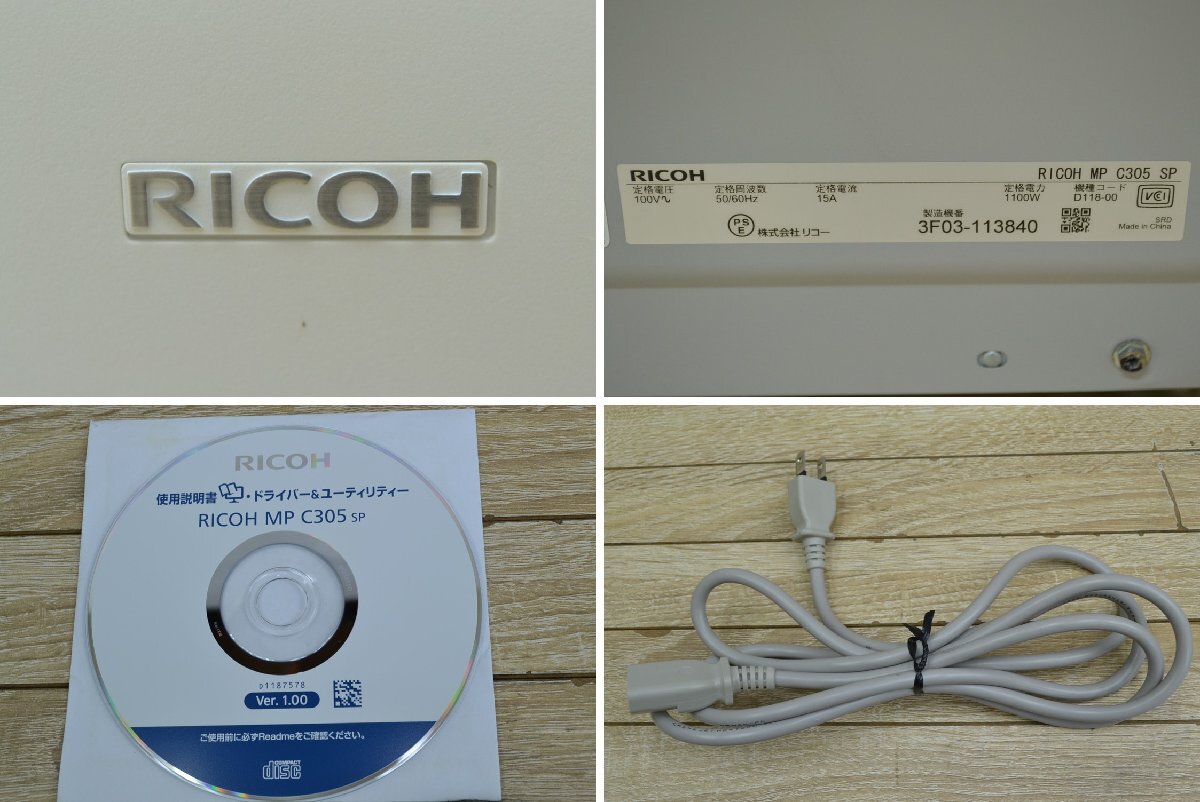 RICOH
RICOH RICOH MP C305 SP
定格電圧 定格周波数 定格電流 定格電力 機種コード
100V 50/60Hz 15A 1100W D118-00
VCI
PS E 株式会社 リコー
製造機番
3F03-113840
SRD
Made in China
RICOH
使用説明書・ドライバー&ユーティリティー
RICOH MP C305 SP
D1187578
Ver. 1.00
ご使用前に必ずReadmeをご確認ください。
COMPACT
disc